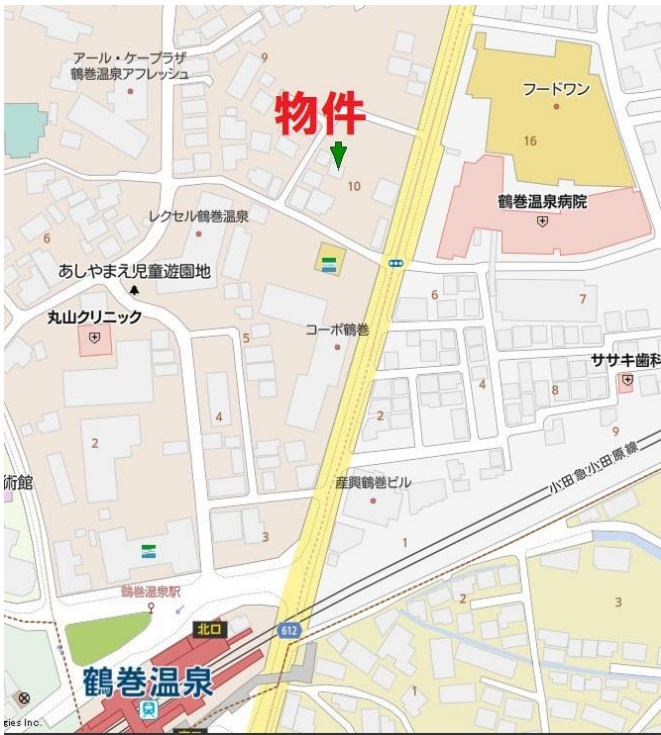 アール・ケープラザ
鶴巻温泉アフレッシュ
9
フードワン
物件
16
10
鶴巻温泉病院
レクセル鶴巻温泉
6
あしやまえ児童遊園地
丸山クリニック
6
7
コーポ鶴巻
5
ササキ歯科
4
8
4
2
2
9
術館
産興鶴巻ビル
小田急小田原線
3
1
鶴巻温泉駅
2
3
北口
612
鶴巻温泉
1
gies Inc.